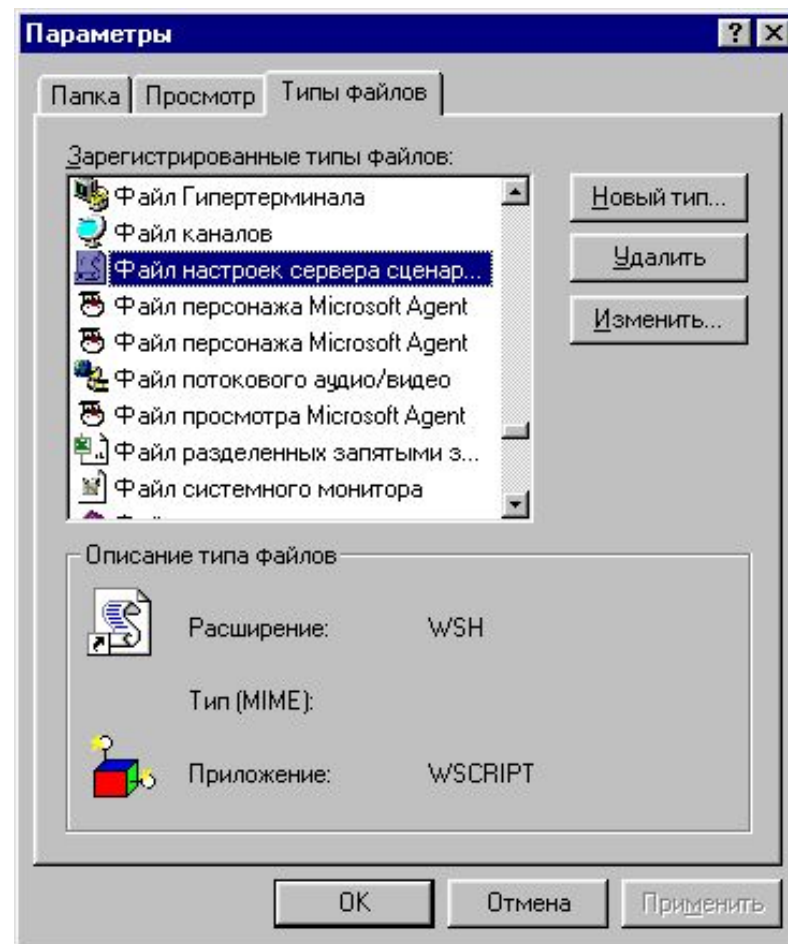 Параметры
Папка Просмотр Типы файлов
Зарегистрированные типы файлов:
Файл Гипертерминала
Файл каналов
Файл настроек сервера сценар...
Файл персонажа Microsoft Agent
Файл персонажа Microsoft Agent
Файл потокового аудио/видео
Файл просмотра Microsoft Agent
Файл разделенных запятыми з...
Файл системного монитора
Новый тип...
Удалить
Изменить...
Описание типа файлов
Расширение: WSH
Тип (MIME):
Приложение: WSCRIPT
OK Отмена Применить